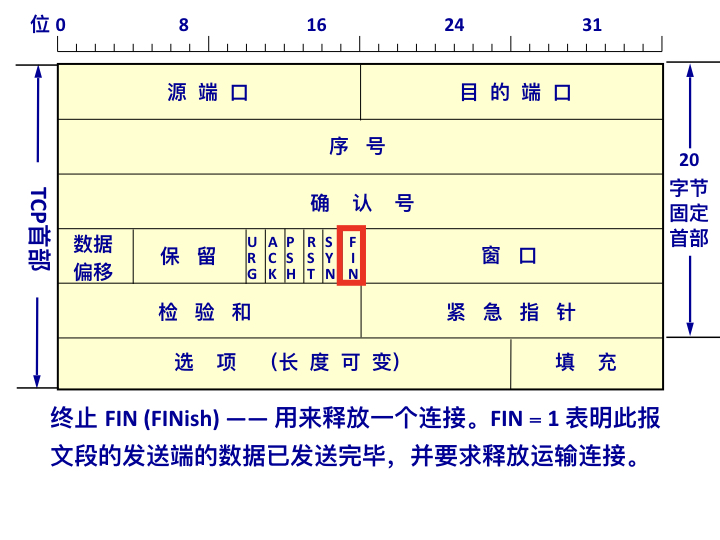 位 0 8 16 24 31
源 端 口 目 的 端 口
序 号
确 认 号
数据
偏移
保 留
URG
ACK
PSH
RST
SYN
FIN
窗 口
检 验 和 紧 急 指 针
选 项 （长 度 可 变） 填 充
TCP首部
20
字节
固定
首部
终止 FIN (FINish) —— 用来释放一个连接。FIN = 1 表明此报
文段的发送端的数据已发送完毕，并要求释放运输连接。